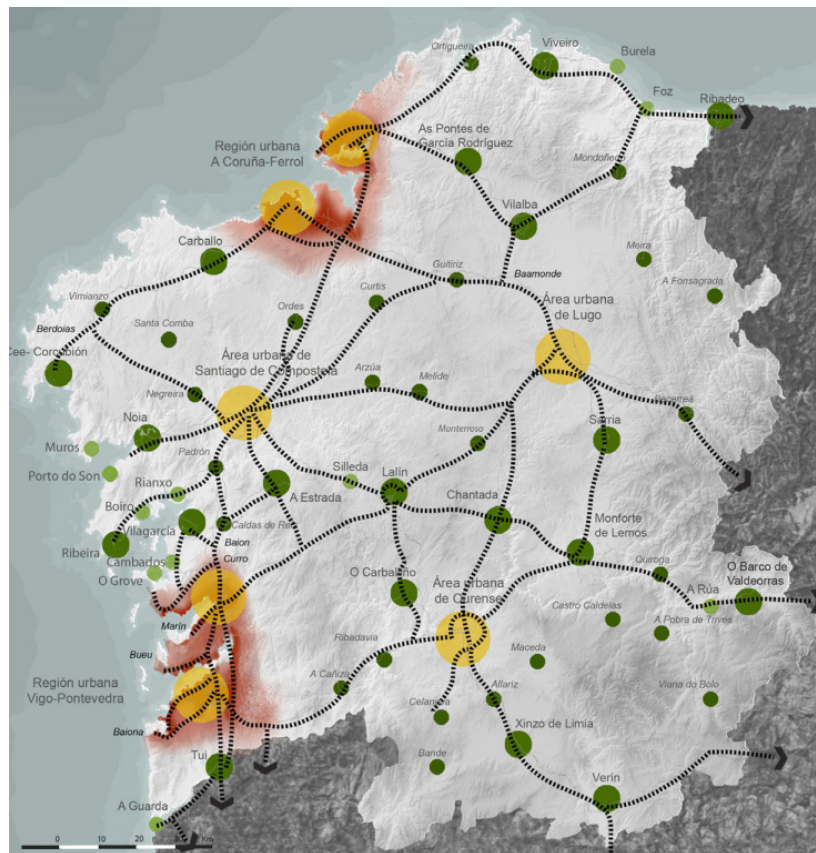 Ortigueira
Viveiro
Burela
Foz
Ribadeo
Región urbana
A Coruña-Ferrol
As Pontes de
García Rodríguez
Mondoñedo
Vilalba
Carballo
Guitiriz
Baamonde
Meira
A Fonsagrada
Vimianzo
Curtis
Ordes
Área urbana
de Lugo
Berdoias
Santa Comba
Cee- Corcubión
Área urbana de
Santiago de Compostela
Arzúa
Melide
Negreira
Becerreá
Noia
Monterroso
Sarria
Muros
Padrón
Porto do Son
Silleda
Lalín
Rianxo
A Estrada
Chantada
Boiro
Vilagarcía
Caldas de Rei
Monforte
de Lemos
Baion
Ribeira
Curro
Cambados
O Grove
O Carballiño
Área urbana
de Ourense
Quiroga
O Barco de
Valdeorras
A Rúa
Castro Caldelas
A Pobra de Trives
Marín
Ribadavia
Maceda
Bueu
Región urbana
Vigo-Pontevedra
A Cañiza
Allariz
Viana do Bolo
Celanova
Baiona
Xinzo de Limia
Tui
Bande
Verín
A Guarda
0 10 20 30 Km